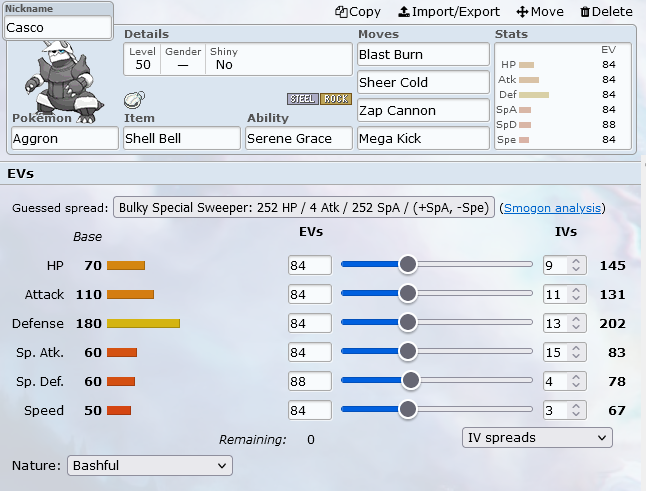 Nickname
Casco
Copy Import/Export Move Delete
Details
Level Gender Shiny
50 — No
STEEL ROCK
Pokémon
Aggron
Item
Shell Bell
Ability
Serene Grace
Moves
Blast Burn
Sheer Cold
Zap Cannon
Mega Kick
Stats
EV
HP 84
Atk 84
Def 84
SpA 84
SpD 88
Spe 84
EVs
Guessed spread: Bulky Special Sweeper: 252 HP / 4 Atk / 252 SpA / (+SpA, -Spe) (Smogon analysis)
Base EVs IVs
HP 70 84 9 145
Attack 110 84 11 131
Defense 180 84 13 202
Sp. Atk. 60 84 15 83
Sp. Def. 60 88 4 78
Speed 50 84 3 67
Remaining: 0
IV spreads
Nature: Bashful